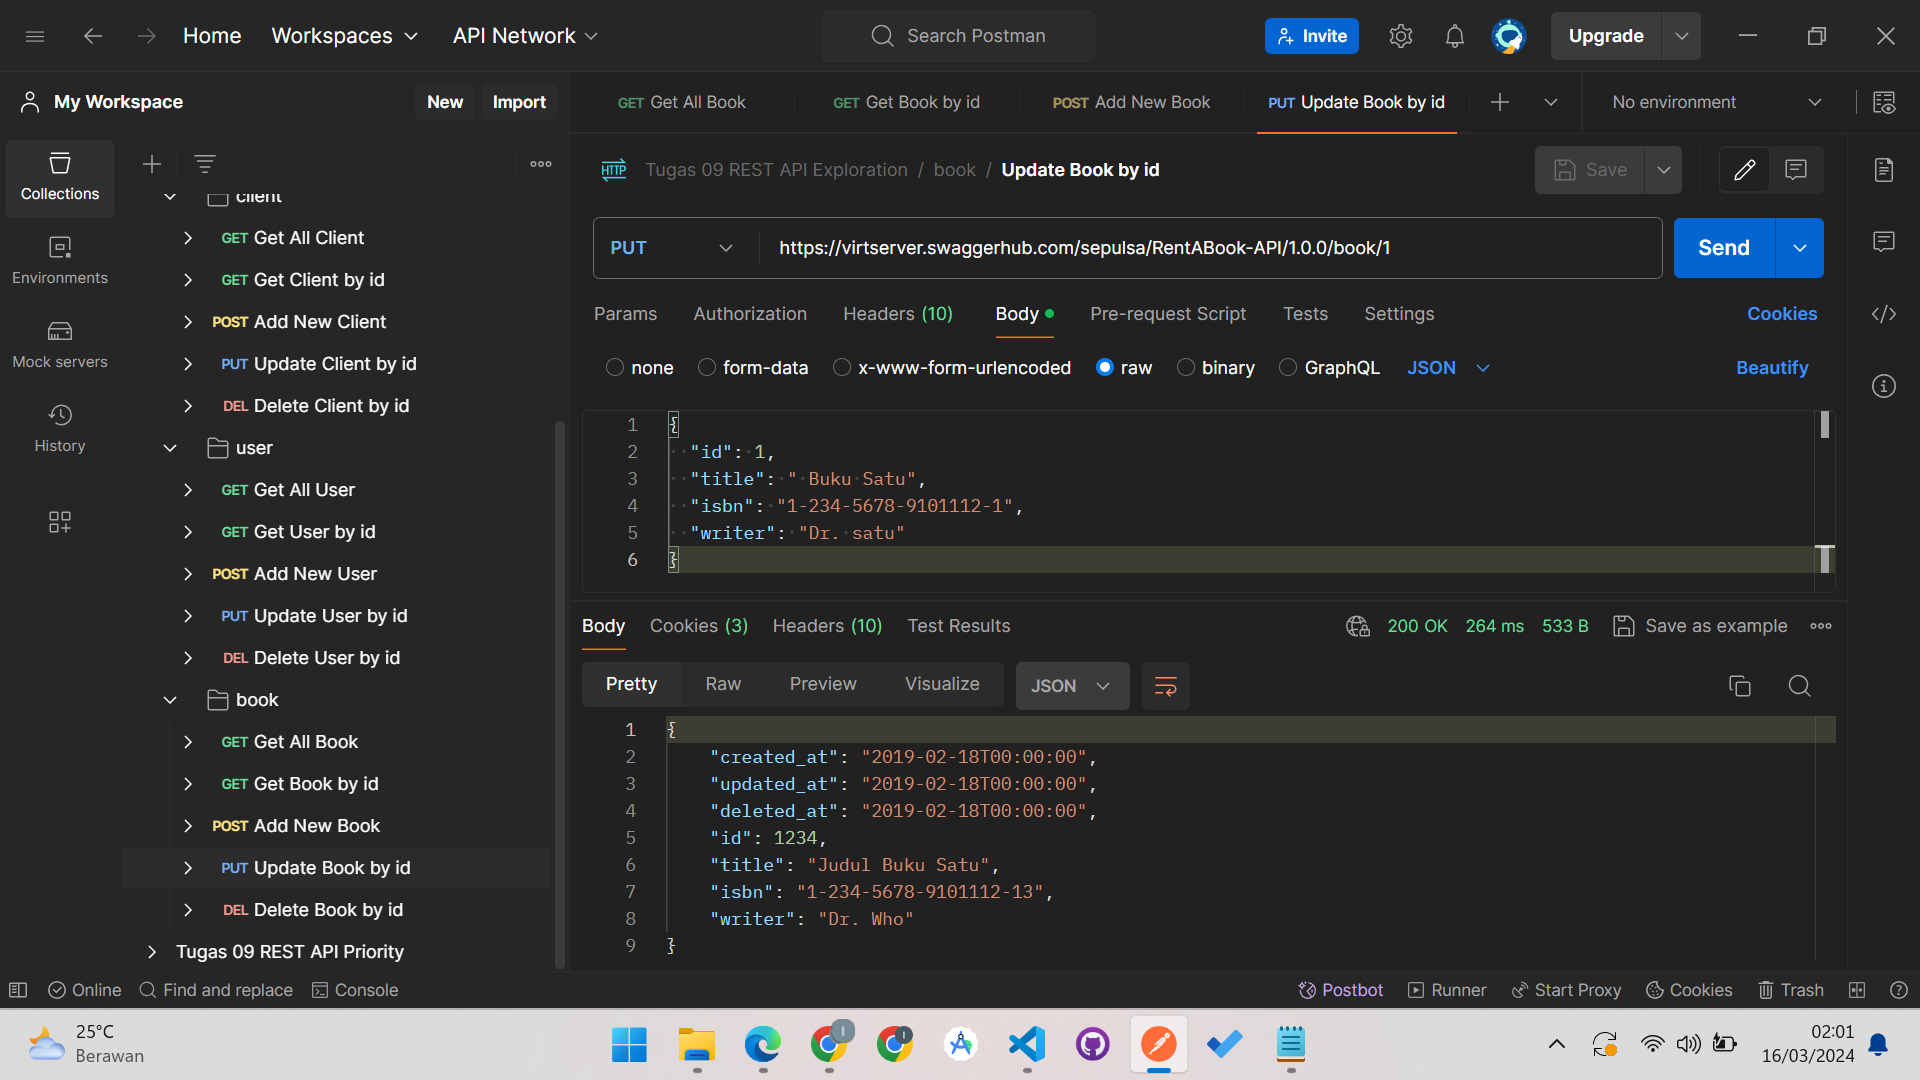 Home
Workspaces
API Network
Search Postman
Invite
Upgrade
My Workspace
New
Import
GET Get All Book
GET Get Book by id
POST Add New Book
PUT Update Book by id
No environment
Collections
Environments
Mock servers
History
client
GET Get All Client
GET Get Client by id
POST Add New Client
PUT Update Client by id
DEL Delete Client by id
user
GET Get All User
GET Get User by id
POST Add New User
PUT Update User by id
DEL Delete User by id
book
GET Get All Book
GET Get Book by id
POST Add New Book
PUT Update Book by id
DEL Delete Book by id
Tugas 09 REST API Priority
HTTP Tugas 09 REST API Exploration / book / Update Book by id
Save
PUT
https://virtserver.swaggerhub.com/sepulsa/RentABook-API/1.0.0/book/1
Send
Params
Authorization
Headers (10)
Body
Pre-request Script
Tests
Settings
Cookies
none
form-data
x-www-form-urlencoded
raw
binary
GraphQL
JSON
Beautify
1 {
2 "id": 1,
3 "title": " Buku Satu",
4 "isbn": "1-234-5678-9101112-1",
5 "writer": "Dr. satu"
6 }
Body
Cookies (3)
Headers (10)
Test Results
200 OK
264 ms
533 B
Save as example
Pretty
Raw
Preview
Visualize
JSON
1 {
2 "created_at": "2019-02-18T00:00:00",
3 "updated_at": "2019-02-18T00:00:00",
4 "deleted_at": "2019-02-18T00:00:00",
5 "id": 1234,
6 "title": "Judul Buku Satu",
7 "isbn": "1-234-5678-9101112-13",
8 "writer": "Dr. Who"
9 }
Online
Find and replace
Console
Postbot
Runner
Start Proxy
Cookies
Trash
25°C
Berawan
02:01
16/03/2024